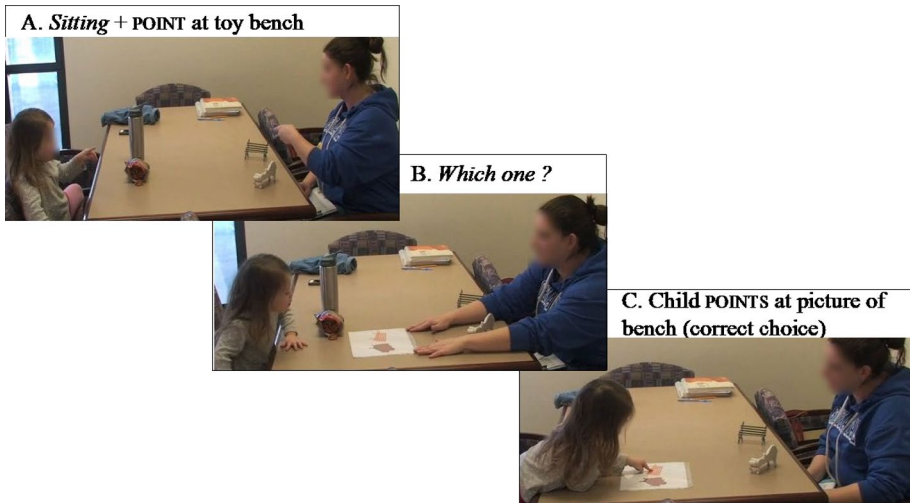 A. Sitting + POINT at toy bench
B. Which one ?
C. Child POINTS at picture of
bench (correct choice)